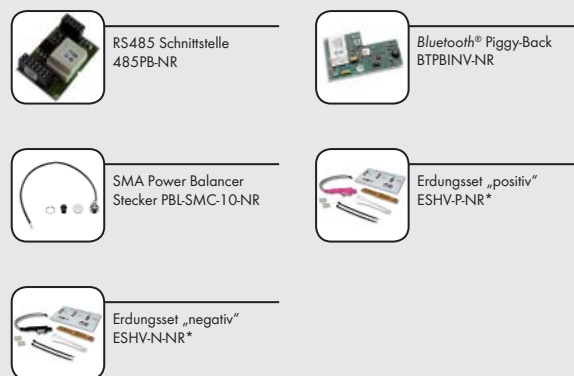 RS485 Schnittstelle
485PB-NR
Bluetooth® Piggy-Back
BTPBINV-NR
SMA Power Balancer
Stecker PBL-SMC-10-NR
Erdungsset „positiv“
ESHV-P-NR*
Erdungsset „negativ“
ESHV-N-NR*